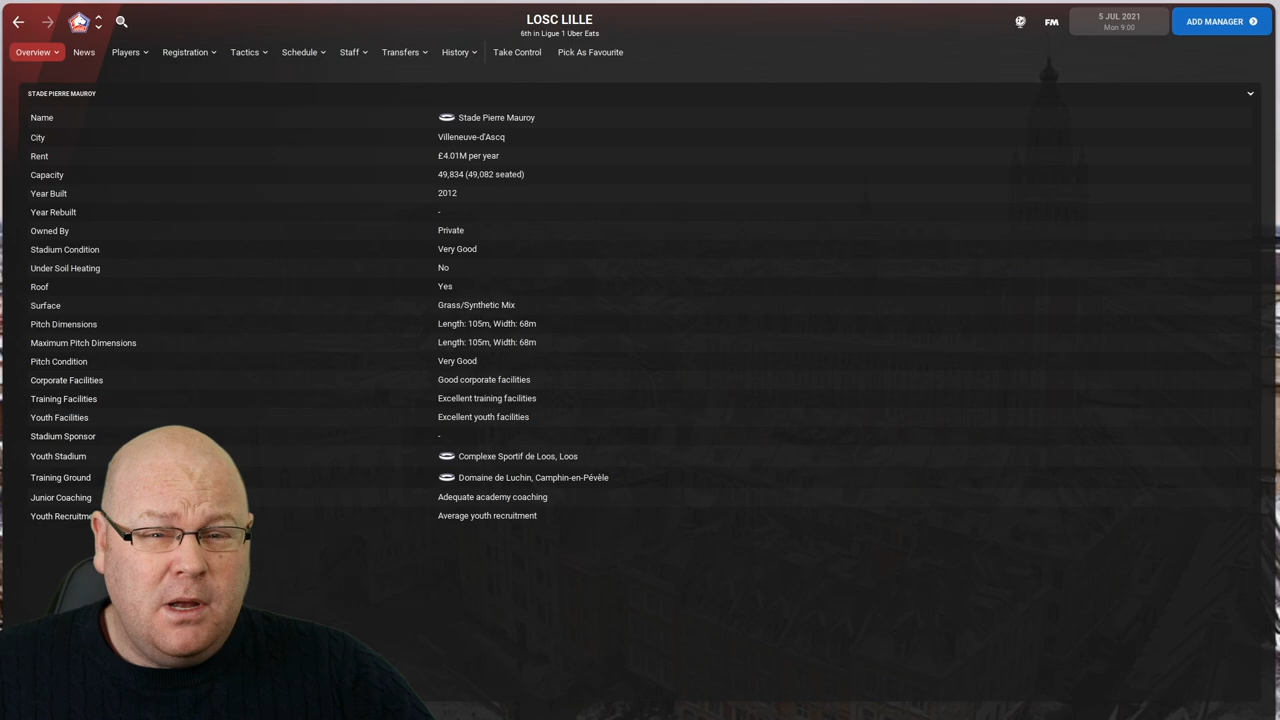 LOSC LILLE
6th in Ligue 1 Uber Eats
FM
5 JUL 2021
Mon 9:00
ADD MANAGER
Overview
News
Players
Registration
Tactics
Schedule
Staff
Transfers
History
Take Control
Pick As Favourite
STADE PIERRE MAUROY
Name Stade Pierre Mauroy
City Villeneuve-d'Ascq
Rent £4.01M per year
Capacity 49,834 (49,082 seated)
Year Built 2012
Year Rebuilt -
Owned By Private
Stadium Condition Very Good
Under Soil Heating No
Roof Yes
Surface Grass/Synthetic Mix
Pitch Dimensions Length: 105m, Width: 68m
Maximum Pitch Dimensions Length: 105m, Width: 68m
Pitch Condition Very Good
Corporate Facilities Good corporate facilities
Training Facilities Excellent training facilities
Youth Facilities Excellent youth facilities
Stadium Sponsor -
Youth Stadium Complexe Sportif de Loos, Loos
Training Ground Domaine de Luchin, Camphin-en-Pévèle
Junior Coaching Adequate academy coaching
Youth Recruitme Average youth recruitment